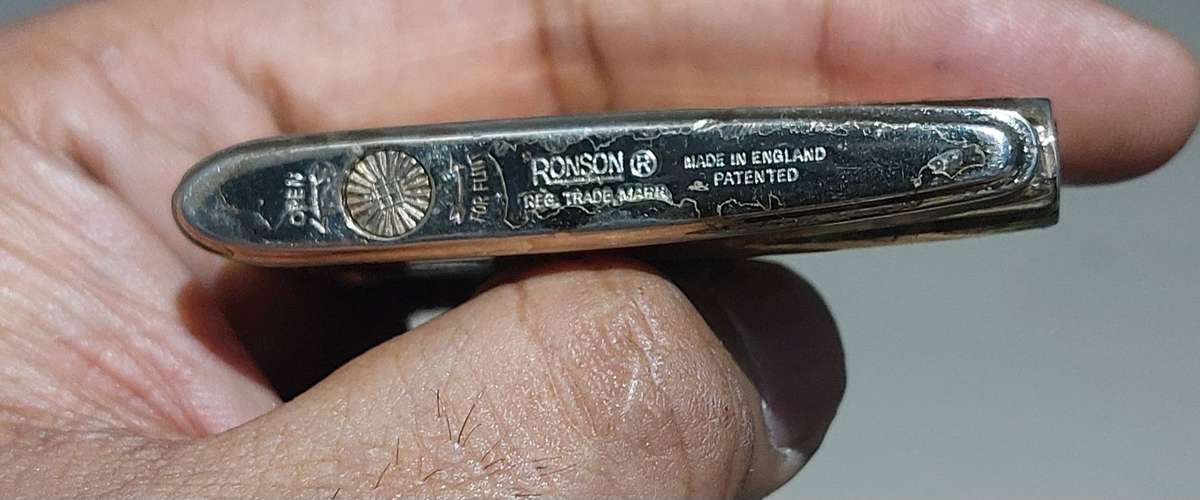 OPEN
FOR FLINT
RONSON ®
REG. TRADE MARK
MADE IN ENGLAND
& PATENTED